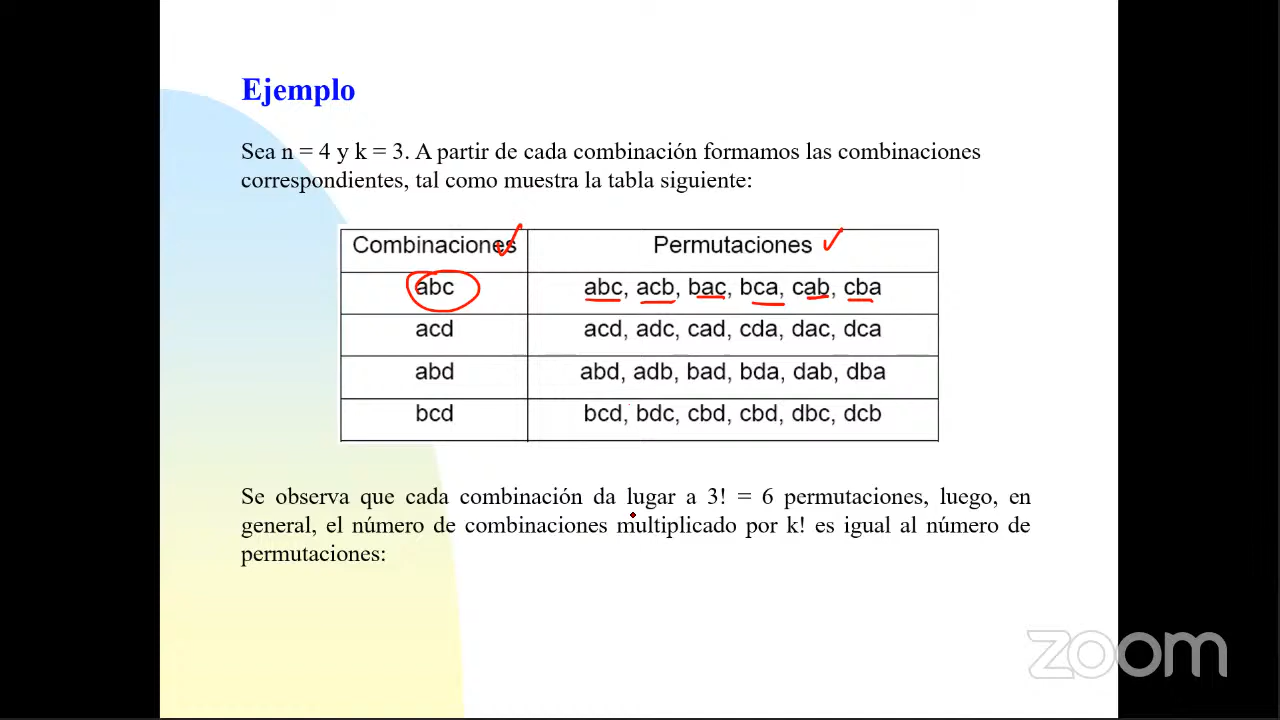 Ejemplo
Sea n = 4 y k = 3. A partir de cada combinación formamos las combinaciones
correspondientes, tal como muestra la tabla siguiente:
Combinaciones Permutaciones
abc abc, acb, bac, bca, cab, cba
acd acd, adc, cad, cda, dac, dca
abd abd, adb, bad, bda, dab, dba
bcd bcd, bdc, cbd, cbd, dbc, dcb
Se observa que cada combinación da lugar a 3! = 6 permutaciones, luego, en
general, el número de combinaciones multiplicado por k! es igual al número de
permutaciones:
zoom